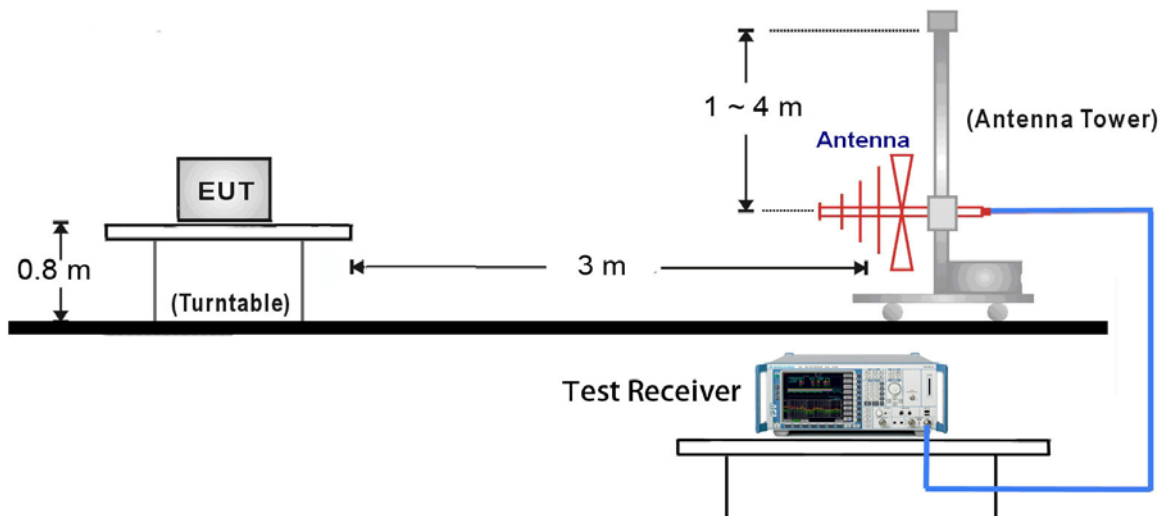 1 ~ 4 m
(Antenna Tower)
Antenna
EUT
0.8 m
3 m
(Turntable)
Test Receiver